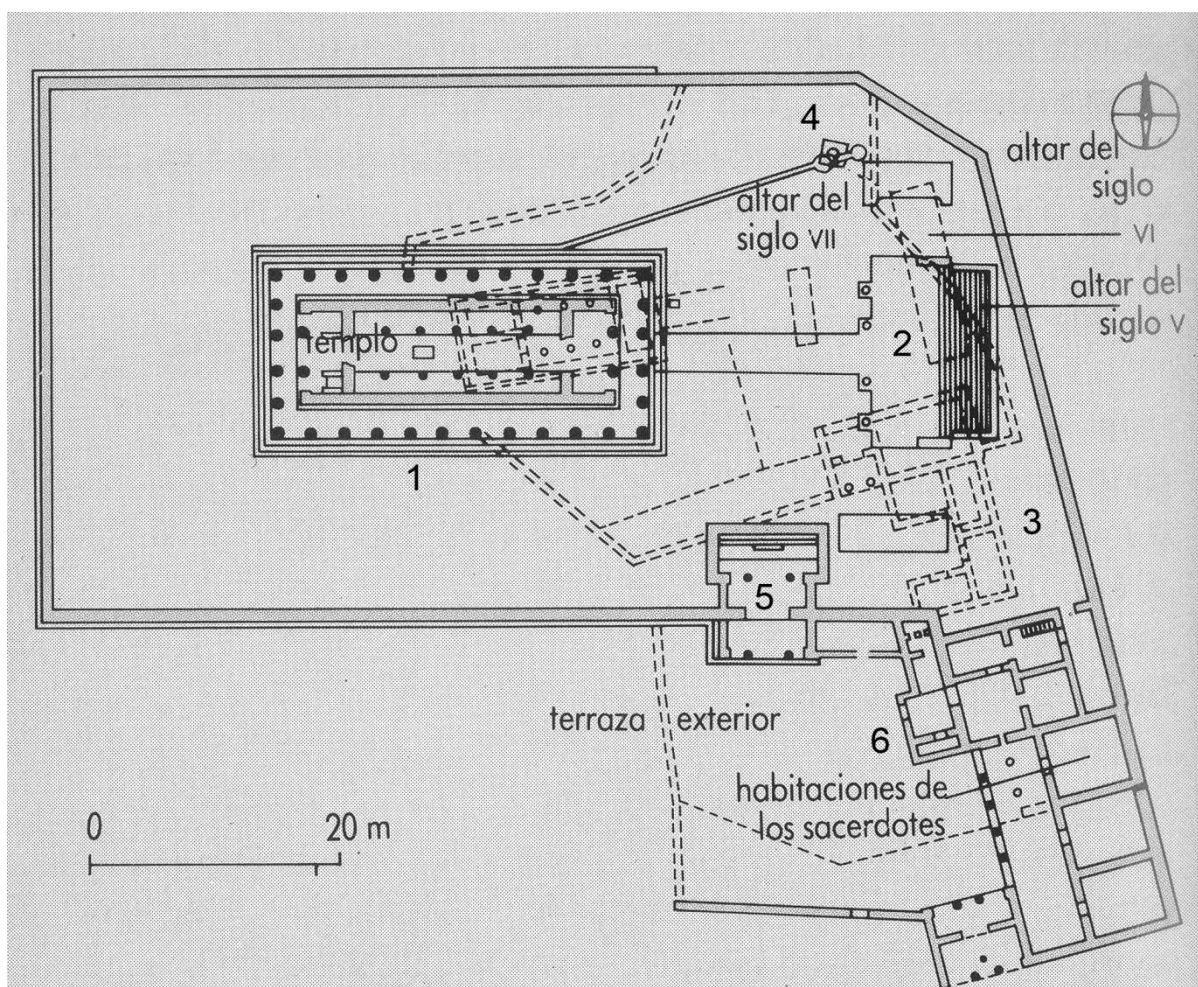 4
altar del
siglo
VI
altar del
siglo VII
altar del
siglo V
2
templo
1
3
5
terraza exterior
6
habitaciones de
los sacerdotes
0 20 m